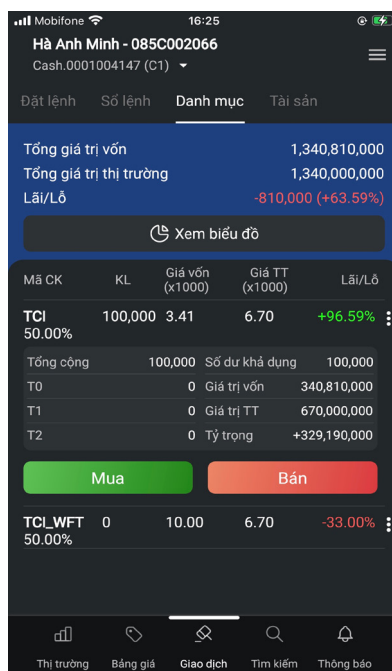 Mobifone 16:25
Hà Anh Minh - 085C002066
Cash.0001004147 (C1)
Đặt lệnh Sổ lệnh Danh mục Tài sản
Tổng giá trị vốn 1,340,810,000
Tổng giá trị thị trường 1,340,000,000
Lãi/Lỗ -810,000 (+63.59%)
Xem biểu đồ
Mã CK KL Giá vốn (x1000) Giá TT (x1000) Lãi/Lỗ
TCI 100,000 3.41 6.70 +96.59%
50.00%
Tổng cộng 100,000 Số dư khả dụng 100,000
T0 0 Giá trị vốn 340,810,000
T1 0 Giá trị TT 670,000,000
T2 0 Tỷ trọng +329,190,000
Mua Bán
TCI_WFT 0 10.00 6.70 -33.00%
50.00%
Thị trường Bảng giá Giao dịch Tìm kiếm Thông báo